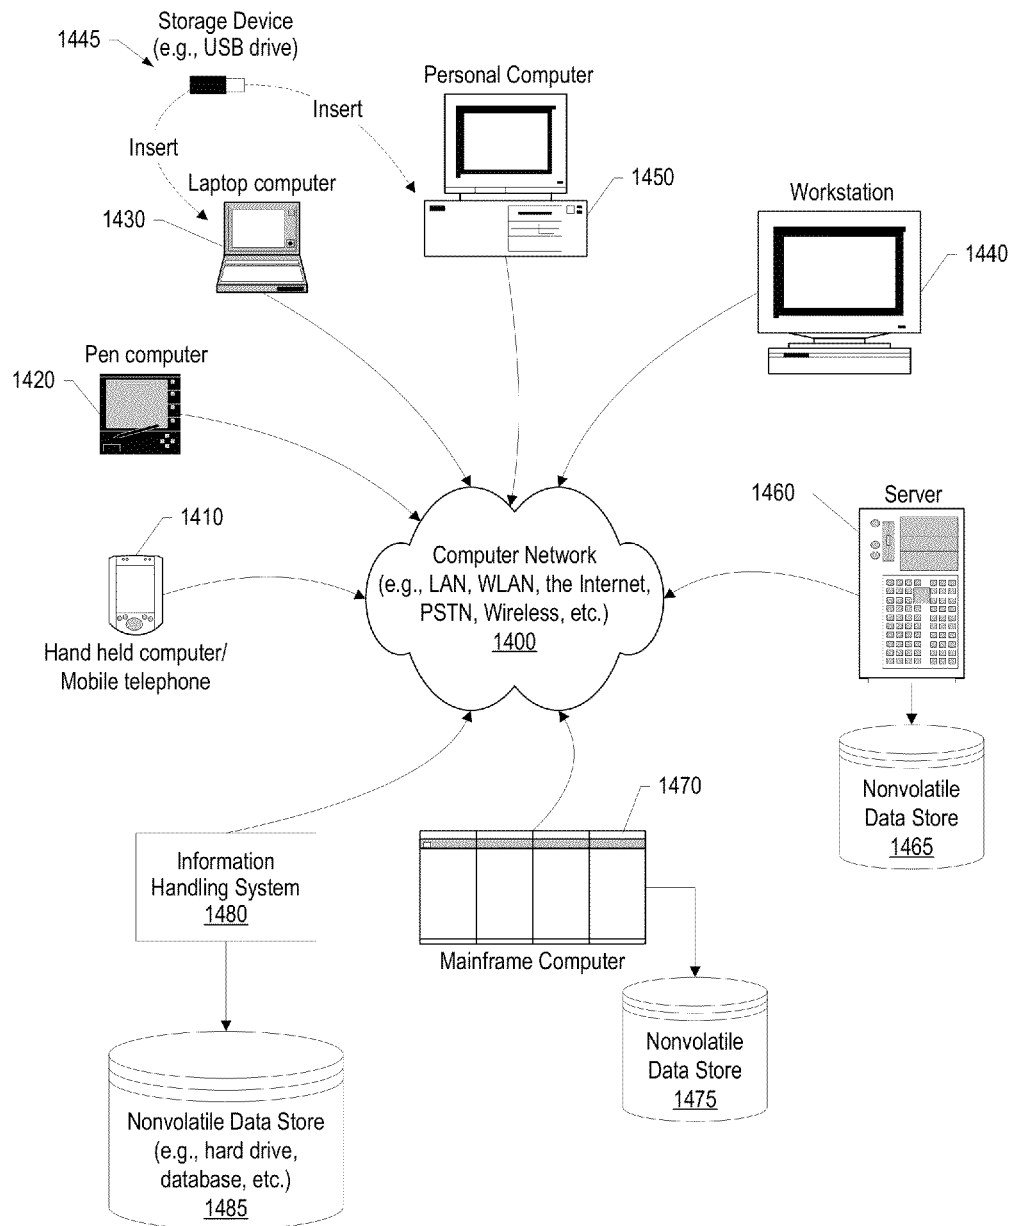 Storage Device
(e.g., USB drive)
1445
Insert
Insert
Personal Computer
1450
Laptop computer
1430
Workstation
1440
Pen computer
1420
1410
Hand held computer/
Mobile telephone
Computer Network
(e.g., LAN, WLAN, the Internet,
PSTN, Wireless, etc.)
1400
1460
Server
Nonvolatile
Data Store
1465
1470
Mainframe Computer
Nonvolatile
Data Store
1475
Information
Handling System
1480
Nonvolatile Data Store
(e.g., hard drive,
database, etc.)
1485